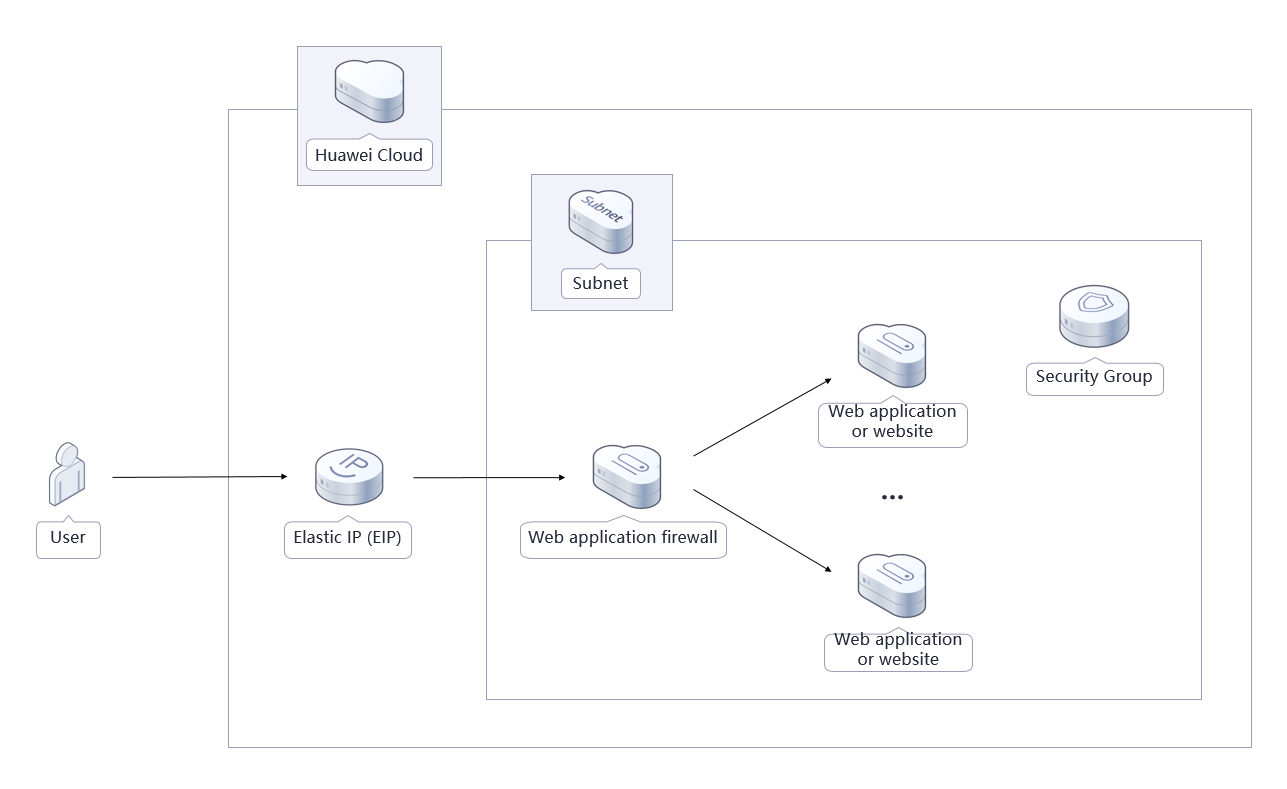 Huawei Cloud
Subnet
Subnet
Security Group
Web application
or website
User
IP
Elastic IP (EIP)
Web application firewall
...
Web application
or website